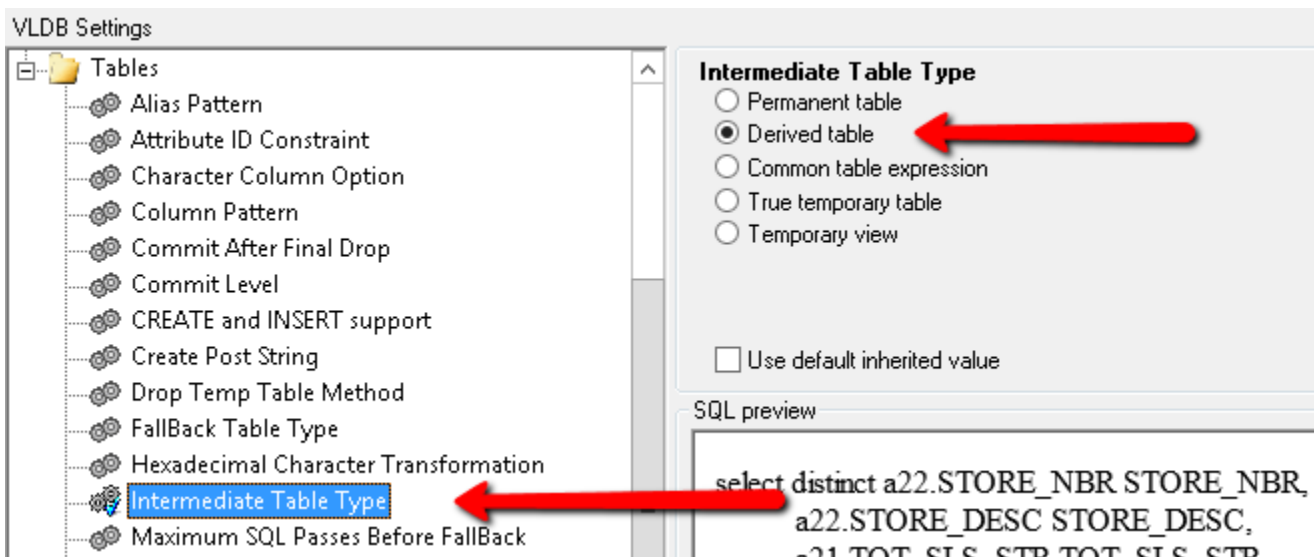 VLDB Settings
Tables
Alias Pattern
Attribute ID Constraint
Character Column Option
Column Pattern
Commit After Final Drop
Commit Level
CREATE and INSERT support
Create Post String
Drop Temp Table Method
FallBack Table Type
Hexadecimal Character Transformation
Intermediate Table Type
Maximum SQL Passes Before FallBack
Intermediate Table Type
Permanent table
Derived table
Common table expression
True temporary table
Temporary view
Use default inherited value
SQL preview
select distinct a22.STORE_NBR STORE_NBR,
a22.STORE_DESC STORE_DESC,
a21.TOT_SLS_STR TOT_SLS_STR